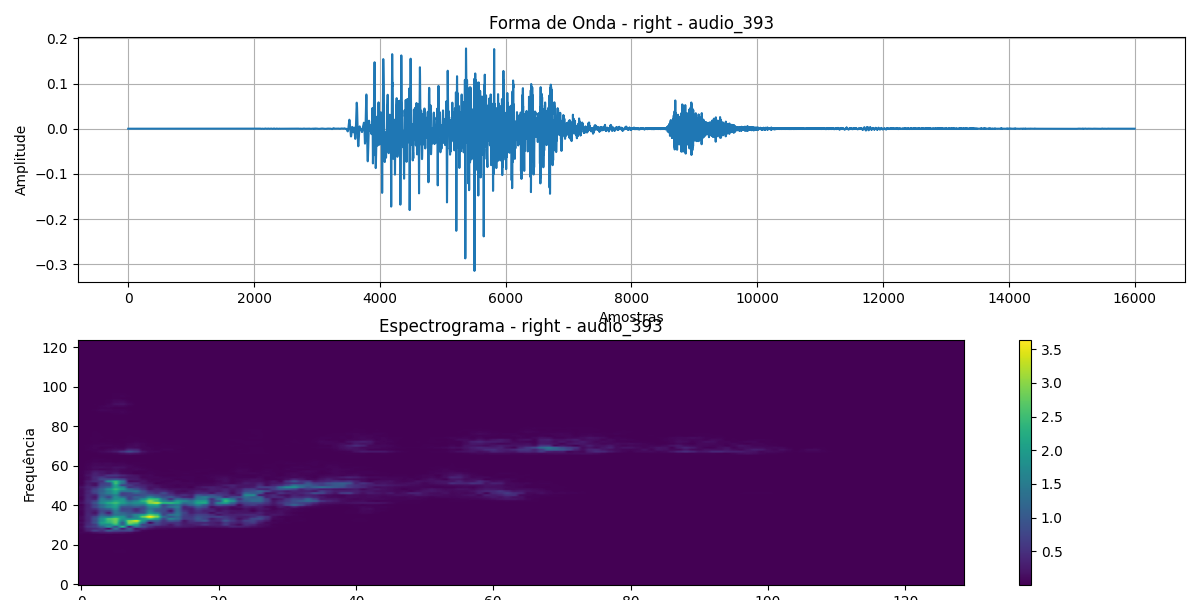 Forma de Onda - right - audio_393
Amplitude
0.2
0.1
0.0
−0.1
−0.2
−0.3
0 2000 4000 6000 8000 10000 12000 14000 16000
Amostras
Espectrograma - right - audio_393
Frequência
120
100
80
60
40
20
0
0 20 40 60 80 100 120
3.5
3.0
2.5
2.0
1.5
1.0
0.5